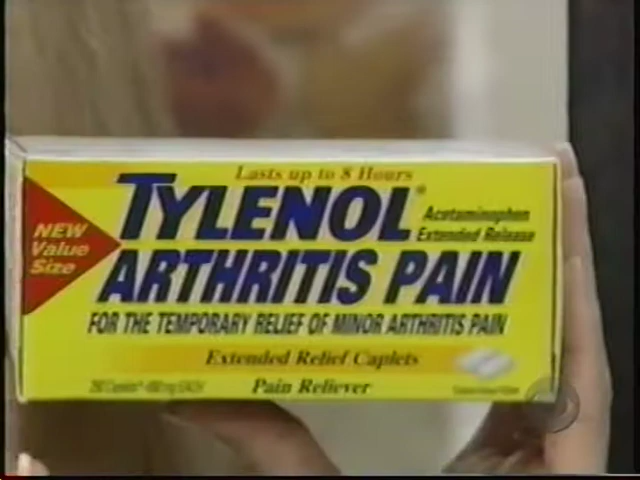 Lasts up to 8 Hours
TYLENOL®
Acetaminophen
Extended Release
NEW
Value
Size
ARTHRITIS PAIN
FOR THE TEMPORARY RELIEF OF MINOR ARTHRITIS PAIN
Extended Relief Caplets
Pain Reliever